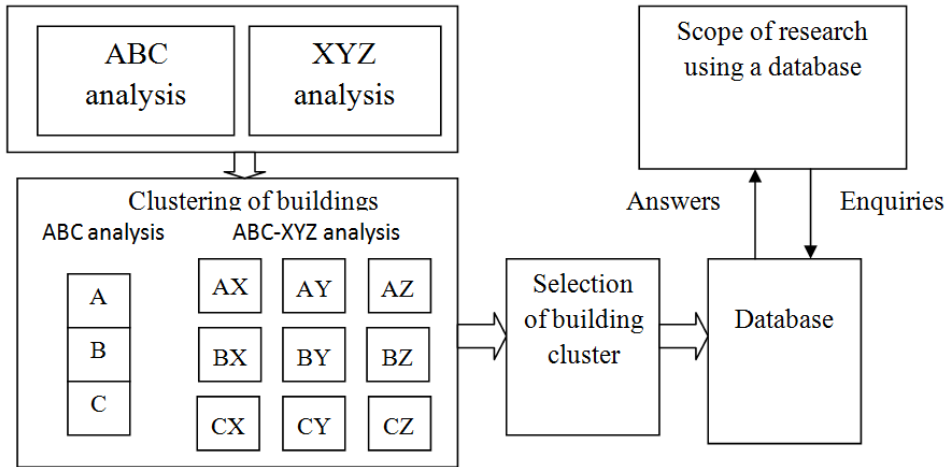 ABC
analysis
XYZ
analysis
Scope of research
using a database
Answers
Enquiries
Clustering of buildings
ABC analysis
ABC-XYZ analysis
A
B
C
AX AY AZ
BX BY BZ
CX CY CZ
Selection
of building
cluster
Database